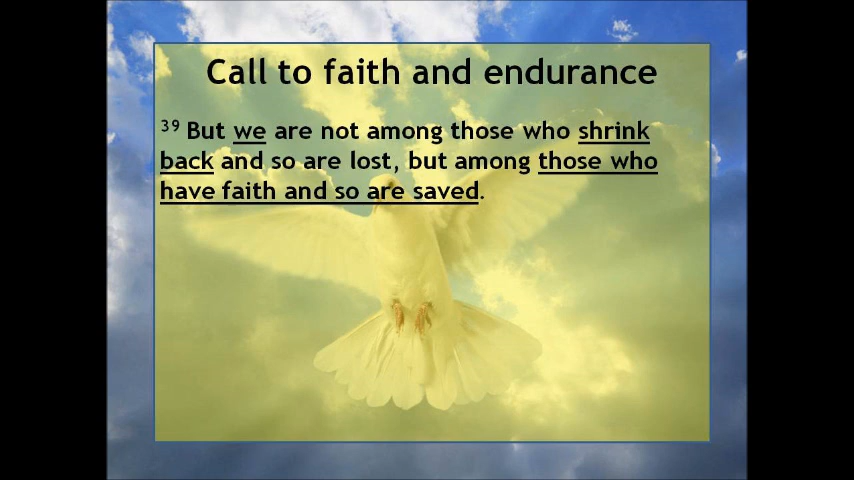 Call to faith and endurance
39 But we are not among those who shrink
back and so are lost, but among those who
have faith and so are saved.